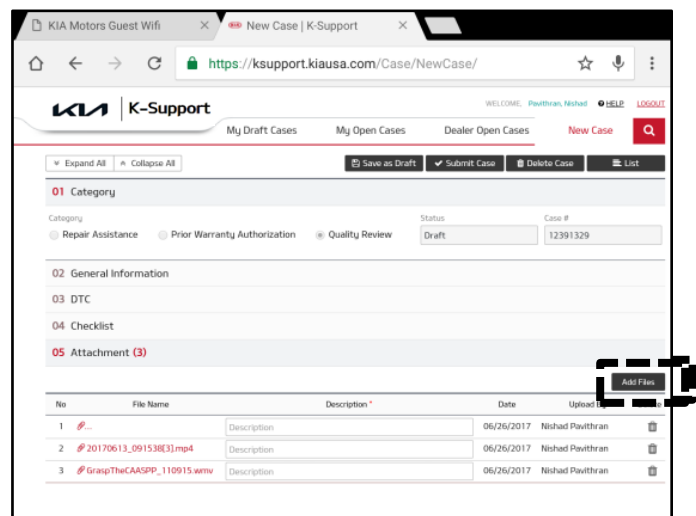 KIA Motors Guest Wifi
New Case | K-Support
https://ksupport.kiausa.com/Case/NewCase/
KIA | K-Support
WELCOME, Pavithran, Nishad HELP LOGOUT
My Draft Cases My Open Cases Dealer Open Cases New Case
Expand All Collapse All Save as Draft Submit Case Delete Case List
01 Category
Category Status Case #
Repair Assistance Prior Warranty Authorization Quality Review Draft 12391329
02 General Information
03 DTC
04 Checklist
05 Attachment (3)
Add Files
No File Name Description * Date Upload By
1 ... Description 06/26/2017 Nishad Pavithran
2 20170613_091538[3].mp4 Description 06/26/2017 Nishad Pavithran
3 GraspTheCAASPP_110915.wmv Description 06/26/2017 Nishad Pavithran